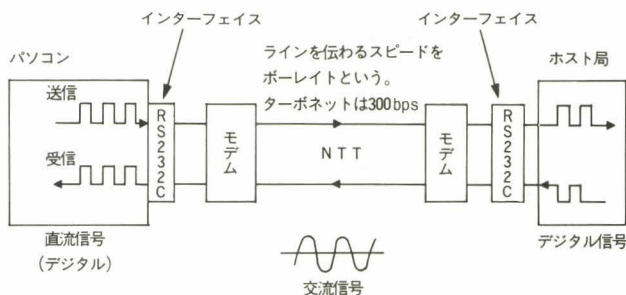 インターフェイス
インターフェイス
パソコン
ラインを伝わるスピードを
ボーレイトという。
ターボネットは300bps
ホスト局
送信
受信
RS232C
モデム
NTT
モデム
RS232C
直流信号
(デジタル)
交流信号
デジタル信号